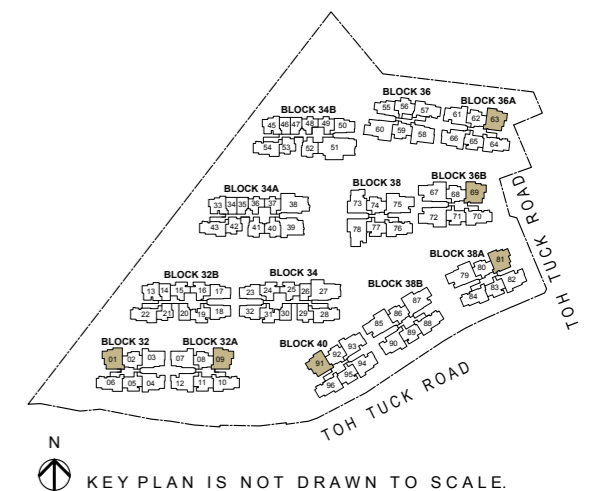 BLOCK 36
55 56 57
60 59 58
BLOCK 36A
61 62 63
66 65 64
BLOCK 34B
45 46 47 48 49 50
54 53 52 51
BLOCK 36B
67 68 69
72 71 70
BLOCK 38
73 74 75
78 77 76
BLOCK 34A
33 34 35 36 37 38
43 42 41 40 39
TOH TUCK ROAD
BLOCK 38A
79 80 81
84 83 82
BLOCK 32B
13 14 15 16 17
22 21 20 19 18
BLOCK 34
23 24 25 26 27
32 31 30 29 28
BLOCK 38B
85 86 87
90 89 88
BLOCK 32
01 02 03
06 05 04
BLOCK 32A
07 08 09
12 11 10
BLOCK 40
91 92 93
96 95 94
TOH TUCK ROAD
N
KEY PLAN IS NOT DRAWN TO SCALE.